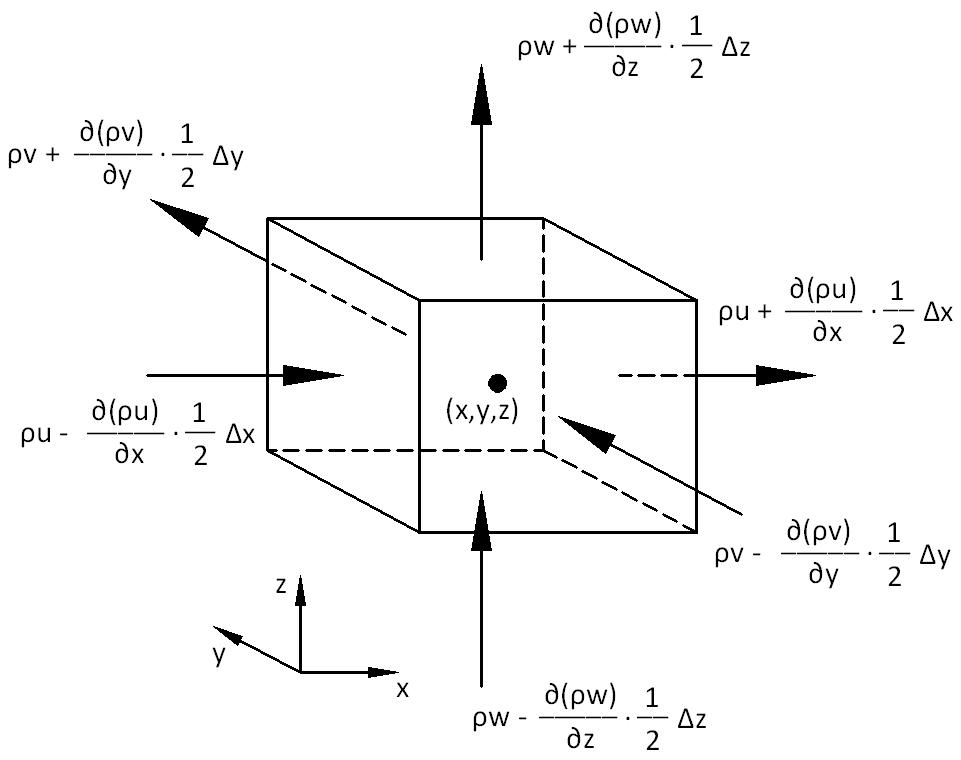 ρw + ∂(ρw)/∂z · 1/2 Δz
ρv + ∂(ρv)/∂y · 1/2 Δy
ρu + ∂(ρu)/∂x · 1/2 Δx
(x,y,z)
ρu - ∂(ρu)/∂x · 1/2 Δx
ρv - ∂(ρv)/∂y · 1/2 Δy
z
y
x
ρw - ∂(ρw)/∂z · 1/2 Δz